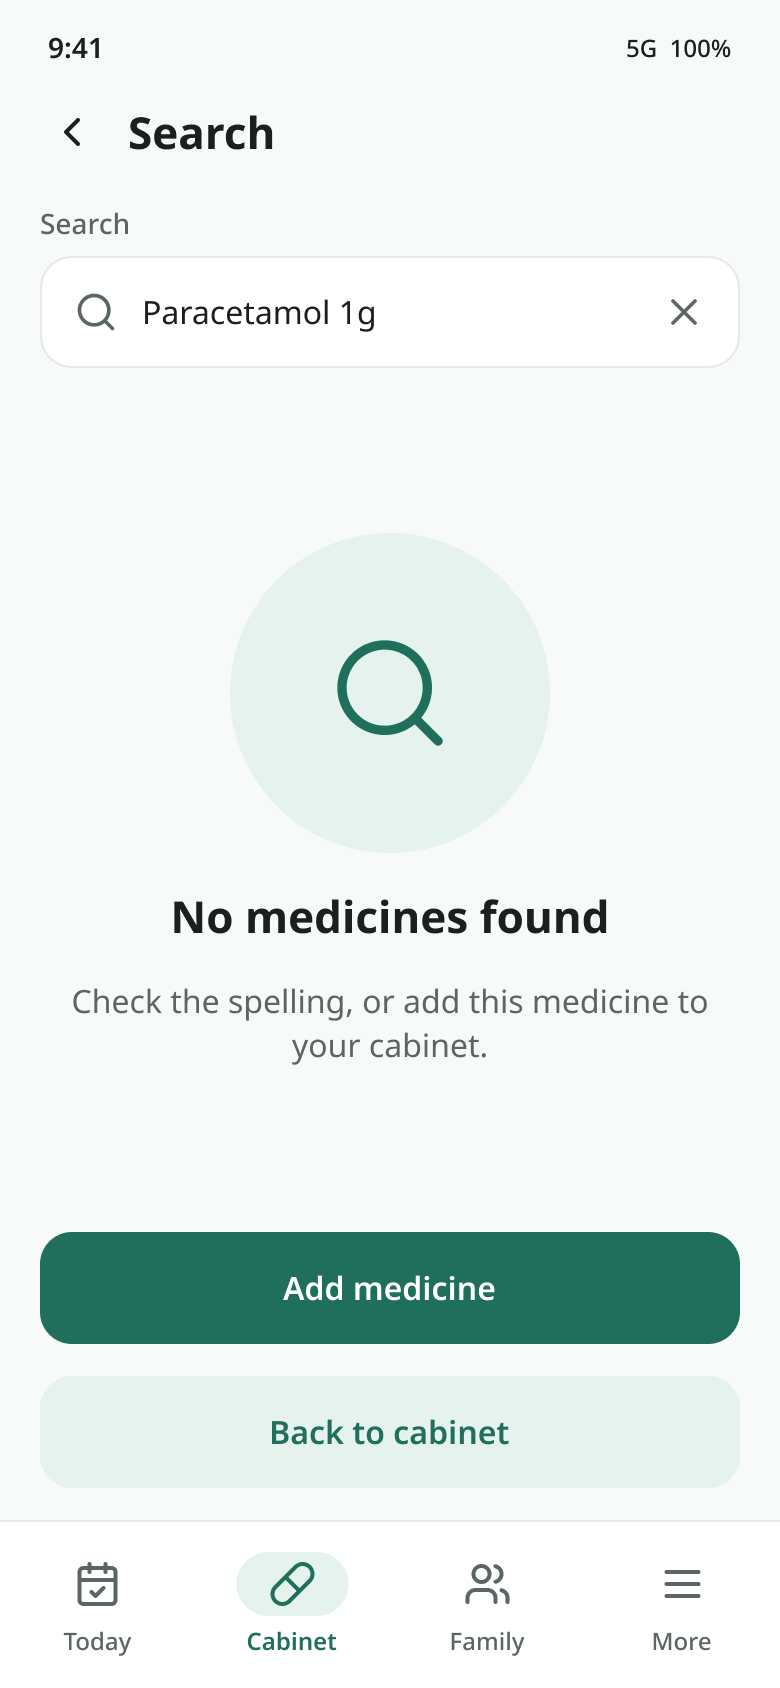 9:41
5G 100%
Search
Search
Paracetamol 1g
No medicines found
Check the spelling, or add this medicine to
your cabinet.
Add medicine
Back to cabinet
Today
Cabinet
Family
More